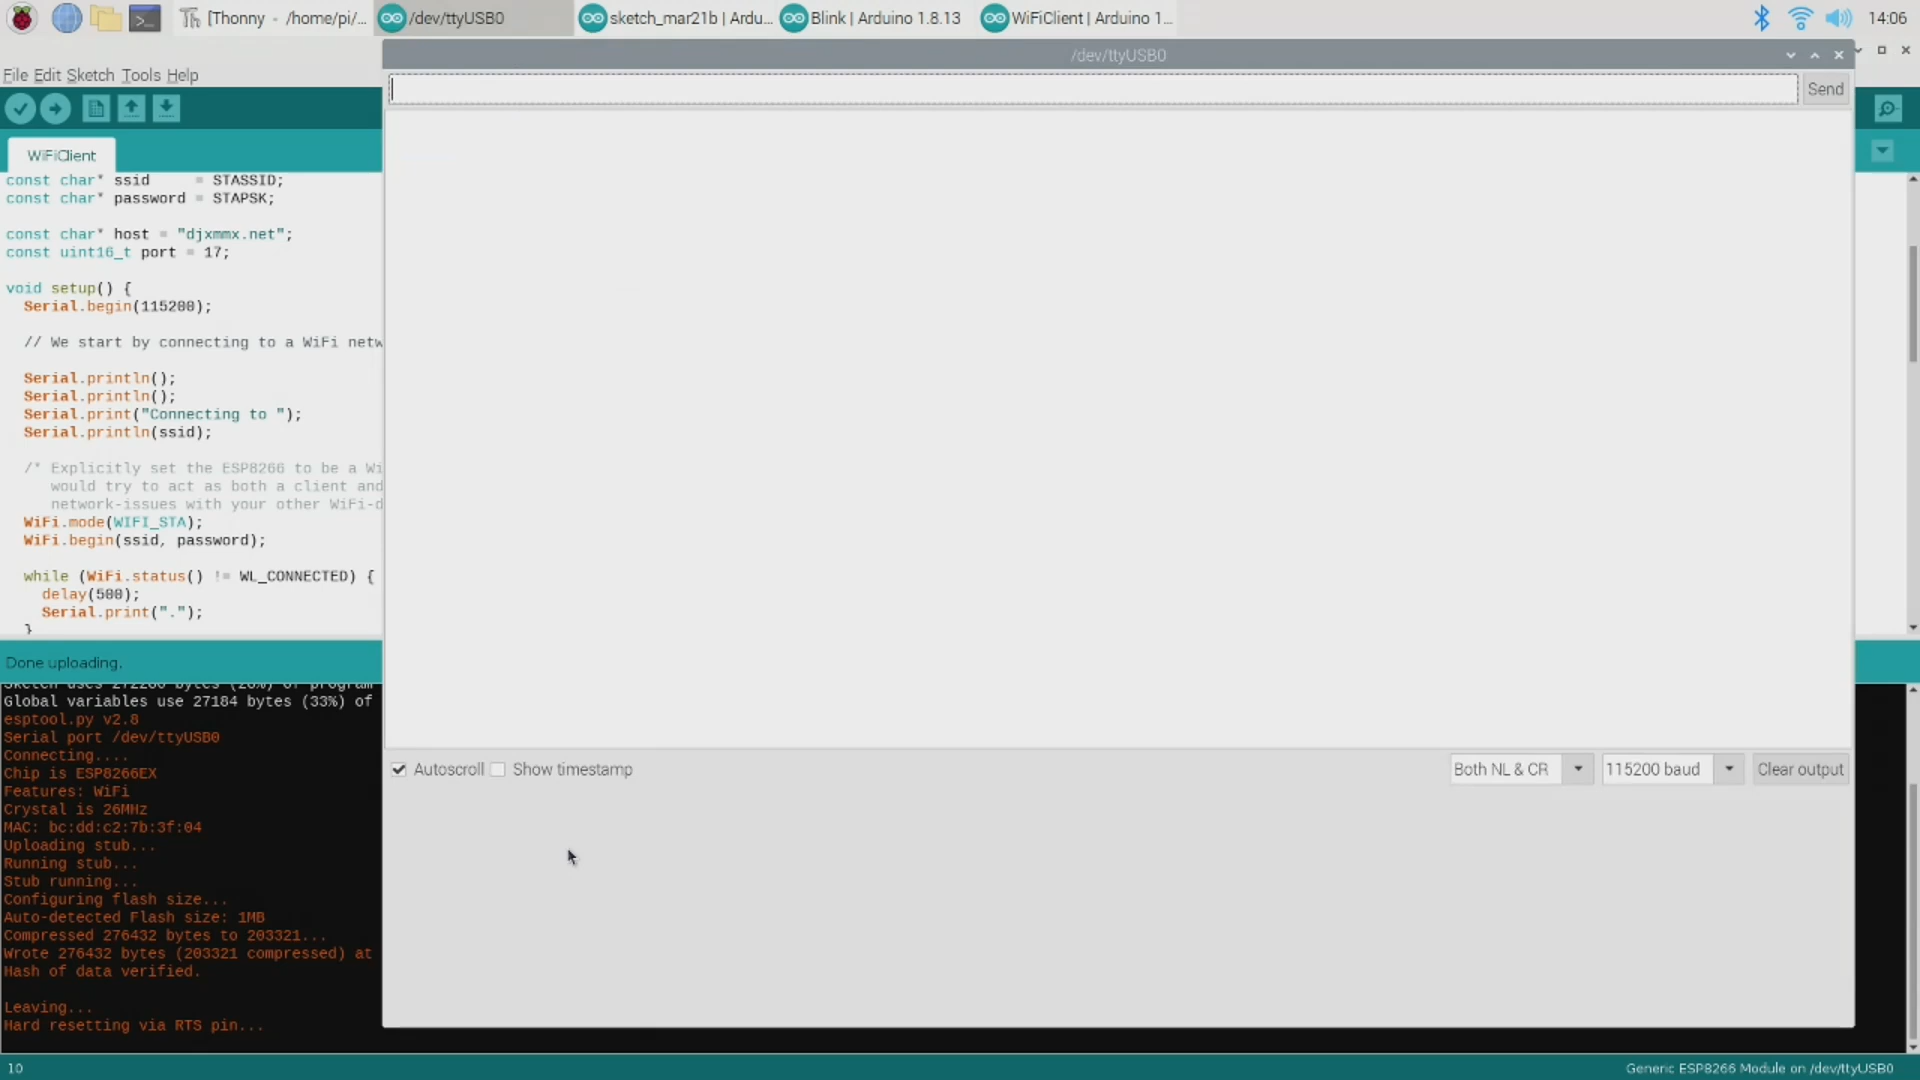 [Thonny - /home/pi/...
/dev/ttyUSB0
sketch_mar21b | Ardu...
Blink | Arduino 1.8.13
WiFiClient | Arduino 1...
14:06
/dev/ttyUSB0
File Edit Sketch Tools Help
Send
WiFiClient
const char* ssid     = STASSID;
const char* password = STAPSK;
const char* host = "djxmmx.net";
const uint16_t port = 17;
void setup() {
Serial.begin(115200);
// We start by connecting to a WiFi netw
Serial.println();
Serial.println();
Serial.print("Connecting to ");
Serial.println(ssid);
/* Explicitly set the ESP8266 to be a Wi
would try to act as both a client and
network-issues with your other WiFi-d
WiFi.mode(WIFI_STA);
WiFi.begin(ssid, password);
while (WiFi.status() != WL_CONNECTED) {
delay(500);
Serial.print(".");
}
Done uploading.
Sketch uses 272260 bytes (28%) of program
Global variables use 27184 bytes (33%) of
esptool.py v2.8
Serial port /dev/ttyUSB0
Connecting....
Chip is ESP8266EX
Features: WiFi
Crystal is 26MHz
MAC: bc:dd:c2:7b:3f:04
Uploading stub...
Running stub...
Stub running...
Configuring flash size...
Auto-detected Flash size: 1MB
Compressed 276432 bytes to 203321...
Wrote 276432 bytes (203321 compressed) at
Hash of data verified.
Leaving...
Hard resetting via RTS pin...
Autoscroll
Show timestamp
Both NL & CR
115200 baud
Clear output
10
Generic ESP8266 Module on /dev/ttyUSB0